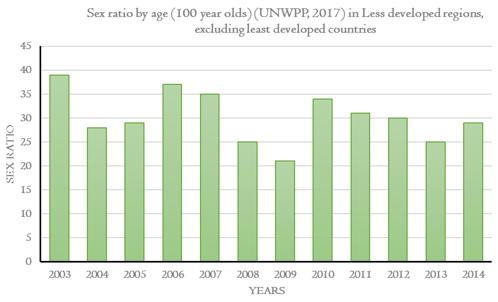 Sex ratio by age (100 year olds) (UNWPP, 2017) in Less developed regions,
excluding least developed countries
45
40
35
30
25
20
15
10
5
0
SEX RATIO
2003 2004 2005 2006 2007 2008 2009 2010 2011 2012 2013 2014
YEARS